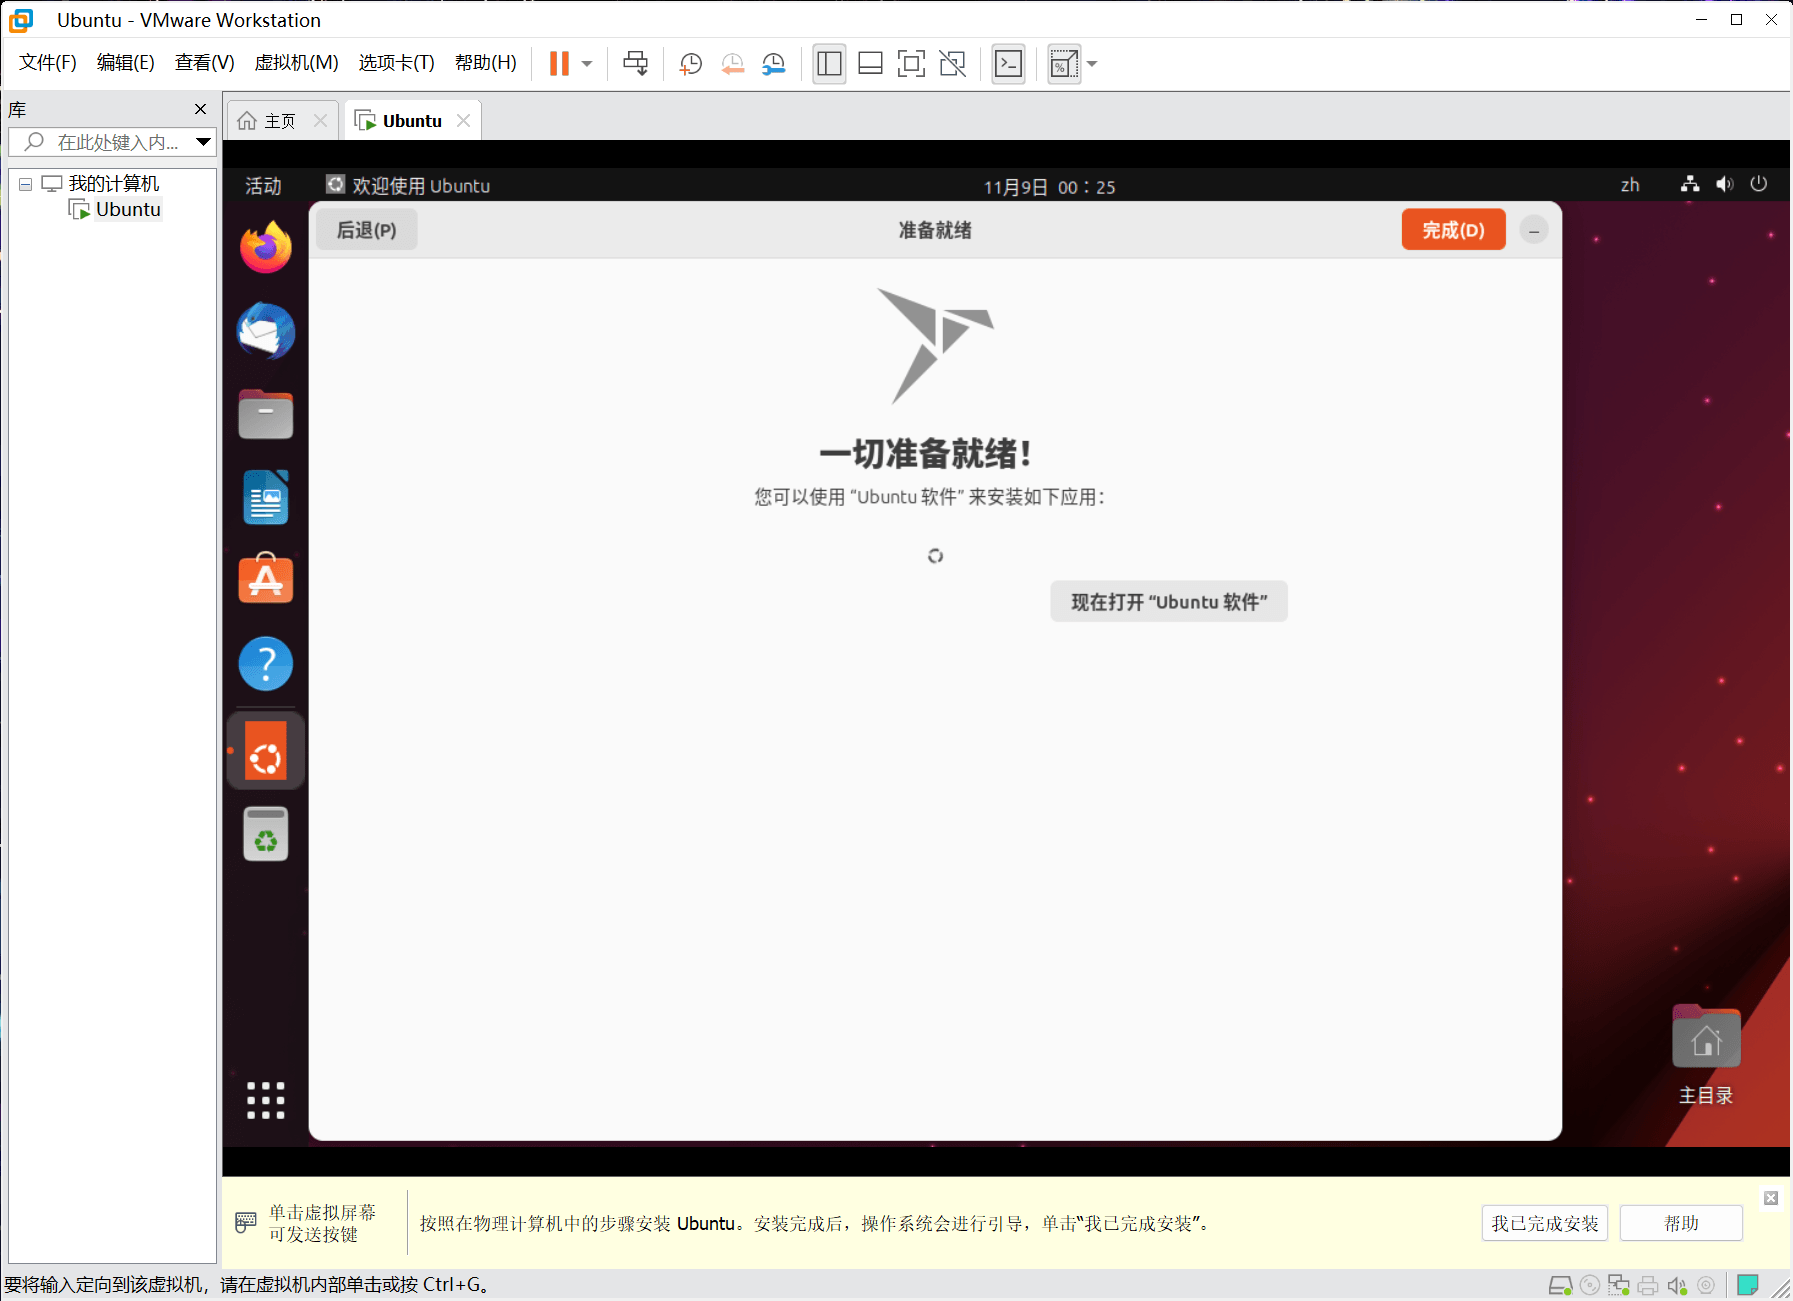 Ubuntu - VMware Workstation
文件(F) 编辑(E) 查看(V) 虚拟机(M) 选项卡(T) 帮助(H)
库
在此处键入内...
我的计算机
Ubuntu
主页
Ubuntu
活动
欢迎使用 Ubuntu
11月9日 00：25
zh
后退(P)
准备就绪
完成(D)
一切准备就绪！
您可以使用 “Ubuntu 软件” 来安装如下应用：
现在打开 “Ubuntu 软件”
主目录
单击虚拟屏幕
可发送按键
按照在物理计算机中的步骤安装 Ubuntu。安装完成后，操作系统会进行引导，单击“我已完成安装”。
我已完成安装
帮助
要将输入定向到该虚拟机，请在虚拟机内部单击或按 Ctrl+G。